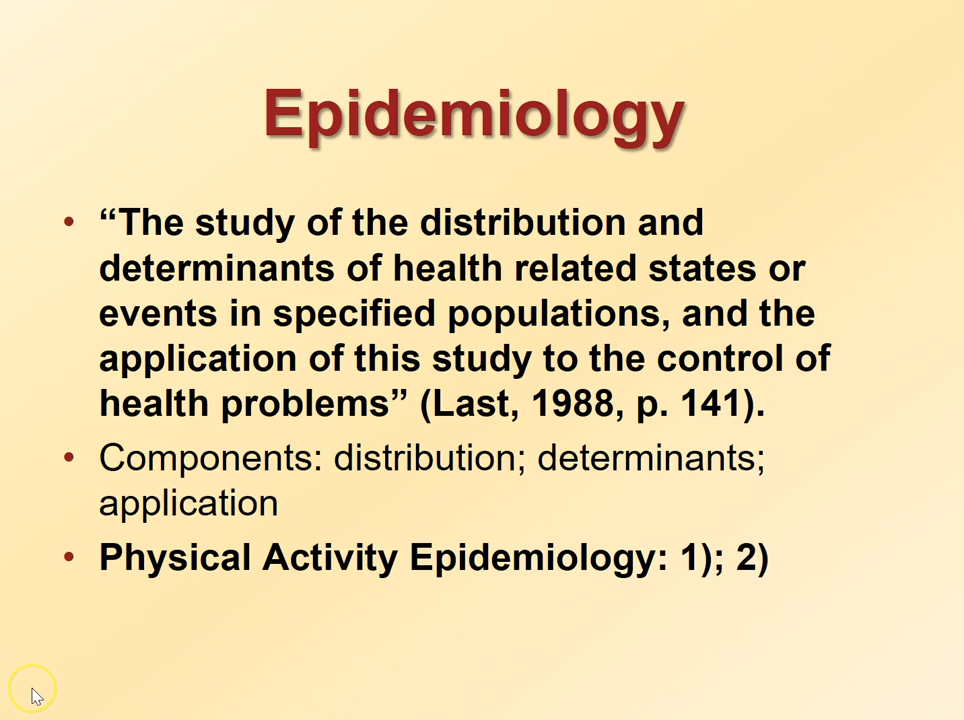 Epidemiology
• “The study of the distribution and
determinants of health related states or
events in specified populations, and the
application of this study to the control of
health problems” (Last, 1988, p. 141).
• Components: distribution; determinants;
application
• Physical Activity Epidemiology: 1); 2)